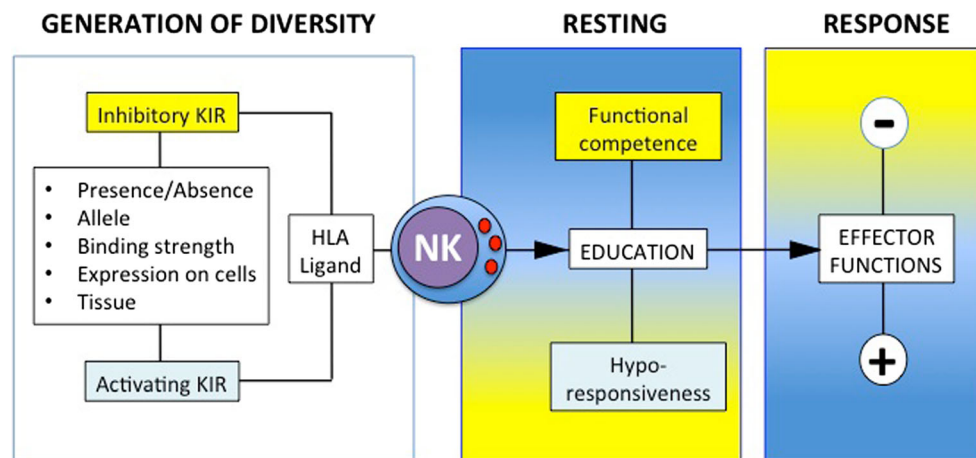 GENERATION OF DIVERSITY
Inhibitory KIR
• Presence/Absence
• Allele
• Binding strength
• Expression on cells
• Tissue
Activating KIR
HLA
Ligand
NK
RESTING
Functional
competence
EDUCATION
Hypo-
responsiveness
RESPONSE
-
EFFECTOR
FUNCTIONS
+